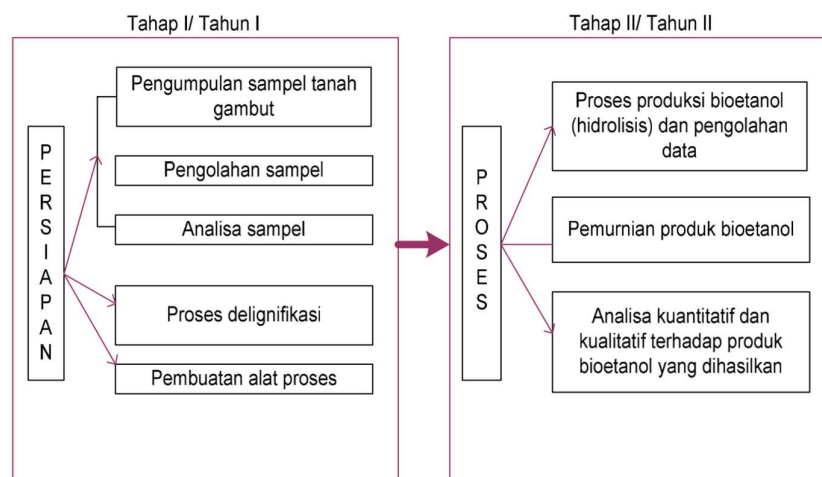 Tahap I/ Tahun I
PERSIAPAN
Pengumpulan sampel tanah
gambut
Pengolahan sampel
Analisa sampel
Proses delignifikasi
Pembuatan alat proses
Tahap II/ Tahun II
PROSES
Proses produksi bioetanol
(hidrolisis) dan pengolahan
data
Pemurnian produk bioetanol
Analisa kuantitatif dan
kualitatif terhadap produk
bioetanol yang dihasilkan